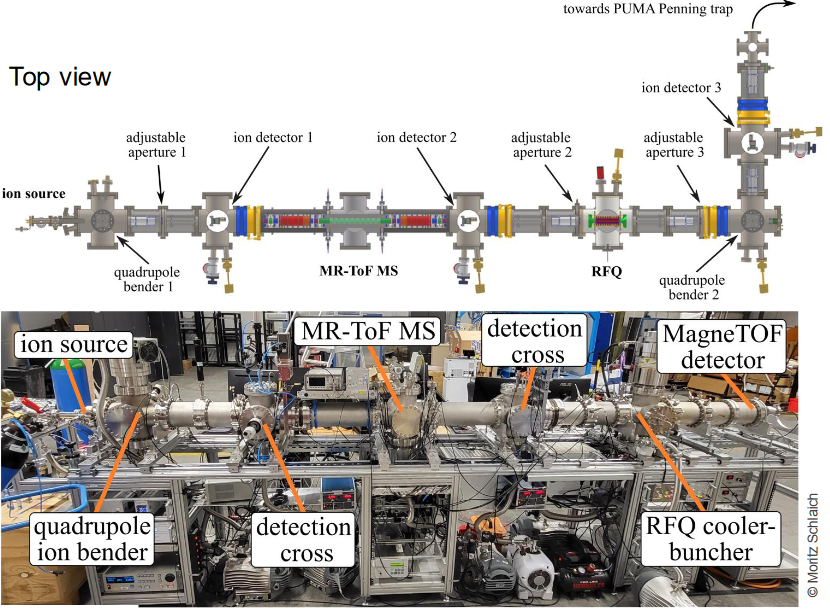 towards PUMA Penning trap
Top view
ion detector 3
adjustable
aperture 1
ion detector 1
ion detector 2
adjustable
aperture 2
adjustable
aperture 3
ion source
quadrupole
bender 1
MR-ToF MS
RFQ
quadrupole
bender 2
ion source
MR-ToF MS
detection
cross
MagneTOF
detector
quadrupole
ion bender
detection
cross
RFQ cooler-
buncher
© Moritz Schlaich